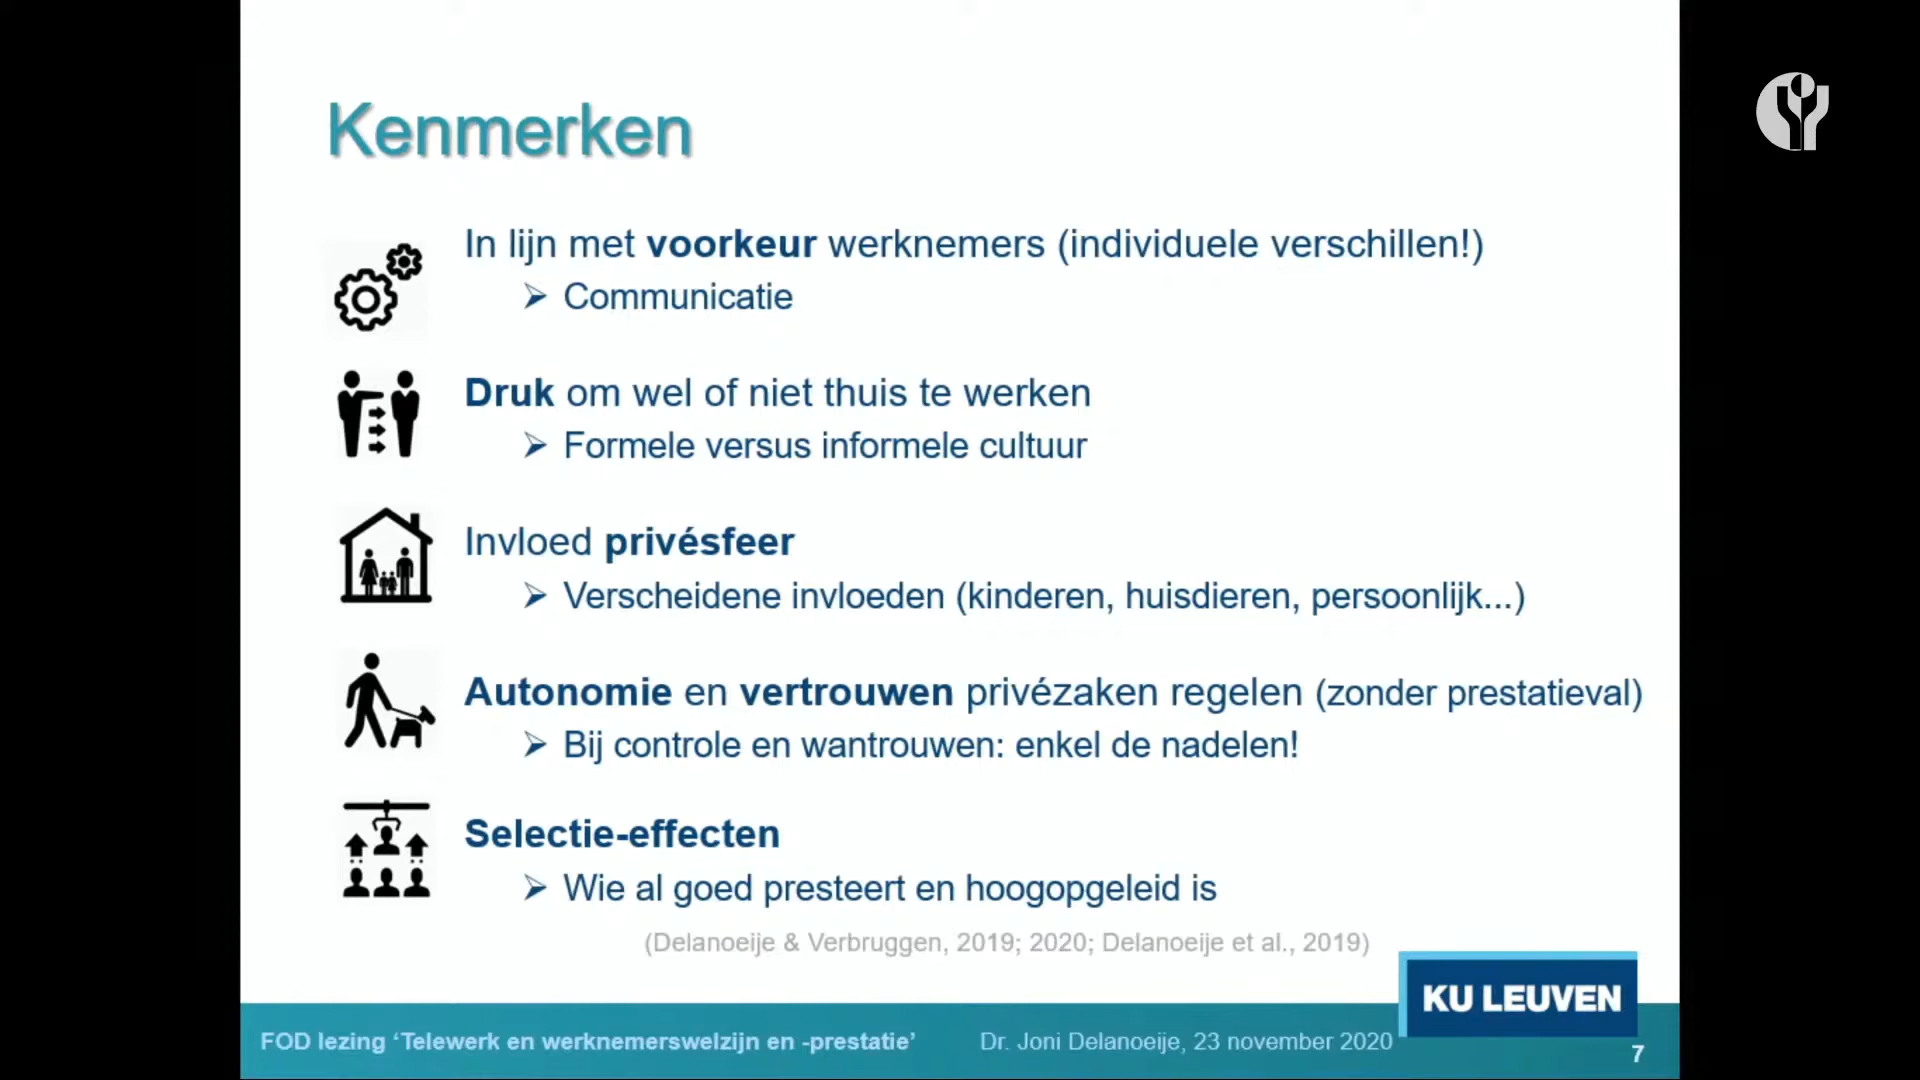 Kenmerken
In lijn met voorkeur werknemers (individuele verschillen!)
➢ Communicatie
Druk om wel of niet thuis te werken
➢ Formele versus informele cultuur
Invloed privésfeer
➢ Verscheidene invloeden (kinderen, huisdieren, persoonlijk...)
Autonomie en vertrouwen privézaken regelen (zonder prestatieval)
➢ Bij controle en wantrouwen: enkel de nadelen!
Selectie-effecten
➢ Wie al goed presteert en hoogopgeleid is
(Delanoeije & Verbruggen, 2019; 2020; Delanoeije et al., 2019)
KU LEUVEN
FOD lezing ‘Telewerk en werknemerswelzijn en -prestatie’ Dr. Joni Delanoeije, 23 november 2020
7